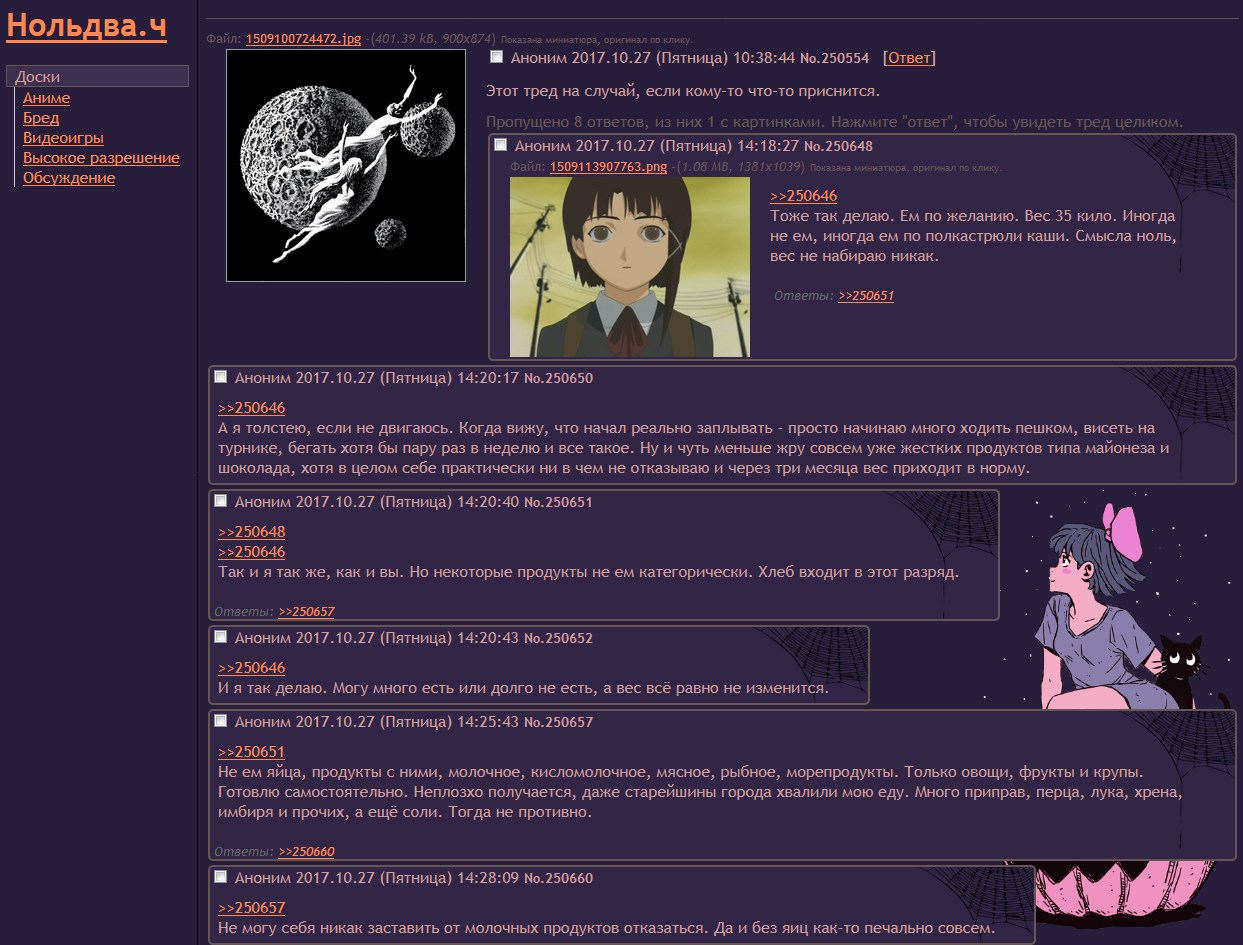 Нольдва.ч
Доски
Аниме
Бред
Видеоигры
Высокое разрешение
Обсуждение
Файл: 1509100724472.jpg -(401.39 kB, 900x874) Показана миниатюра, оригинал по клику.
Аноним 2017.10.27 (Пятница) 10:38:44 No.250554 [Ответ]
Этот тред на случай, если кому-то что-то приснится.
Пропущено 8 ответов, из них 1 с картинками. Нажмите "ответ", чтобы увидеть тред целиком.
Аноним 2017.10.27 (Пятница) 14:18:27 No.250648
Файл: 1509113907763.png -(1.08 MB, 1381x1039) Показана миниатюра, оригинал по клику.
>>250646
Тоже так делаю. Ем по желанию. Вес 35 кило. Иногда
не ем, иногда ем по полкастрюли каши. Смысла ноль,
вес не набираю никак.
Ответы: >>250651
Аноним 2017.10.27 (Пятница) 14:20:17 No.250650
>>250646
А я толстею, если не двигаюсь. Когда вижу, что начал реально заплывать - просто начинаю много ходить пешком, висеть на
турнике, бегать хотя бы пару раз в неделю и все такое. Ну и чуть меньше жру совсем уже жестких продуктов типа майонеза и
шоколада, хотя в целом себе практически ни в чем не отказываю и через три месяца вес приходит в норму.
Аноним 2017.10.27 (Пятница) 14:20:40 No.250651
>>250648
>>250646
Так и я так же, как и вы. Но некоторые продукты не ем категорически. Хлеб входит в этот разряд.
Ответы: >>250657
Аноним 2017.10.27 (Пятница) 14:20:43 No.250652
>>250646
И я так делаю. Могу много есть или долго не есть, а вес всё равно не изменится.
Аноним 2017.10.27 (Пятница) 14:25:43 No.250657
>>250651
Не ем яйца, продукты с ними, молочное, кисломолочное, мясное, рыбное, морепродукты. Только овощи, фрукты и крупы.
Готовлю самостоятельно. Неплозхо получается, даже старейшины города хвалили мою еду. Много приправ, перца, лука, хрена,
имбиря и прочих, а ещё соли. Тогда не противно.
Ответы: >>250660
Аноним 2017.10.27 (Пятница) 14:28:09 No.250660
>>250657
Не могу себя никак заставить от молочных продуктов отказаться. Да и без яиц как-то печально совсем.